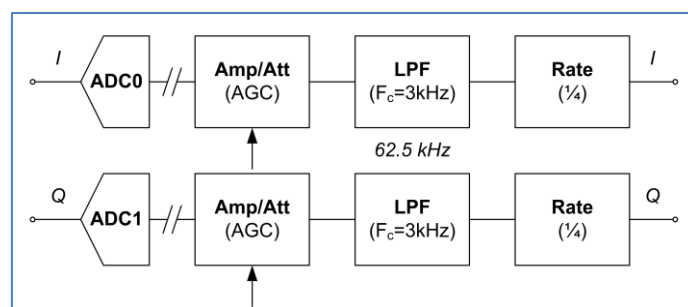 I
ADC0
Amp/Att
(AGC)
LPF
(Fc=3kHz)
Rate
(¼)
I
62.5 kHz
Q
ADC1
Amp/Att
(AGC)
LPF
(Fc=3kHz)
Rate
(¼)
Q